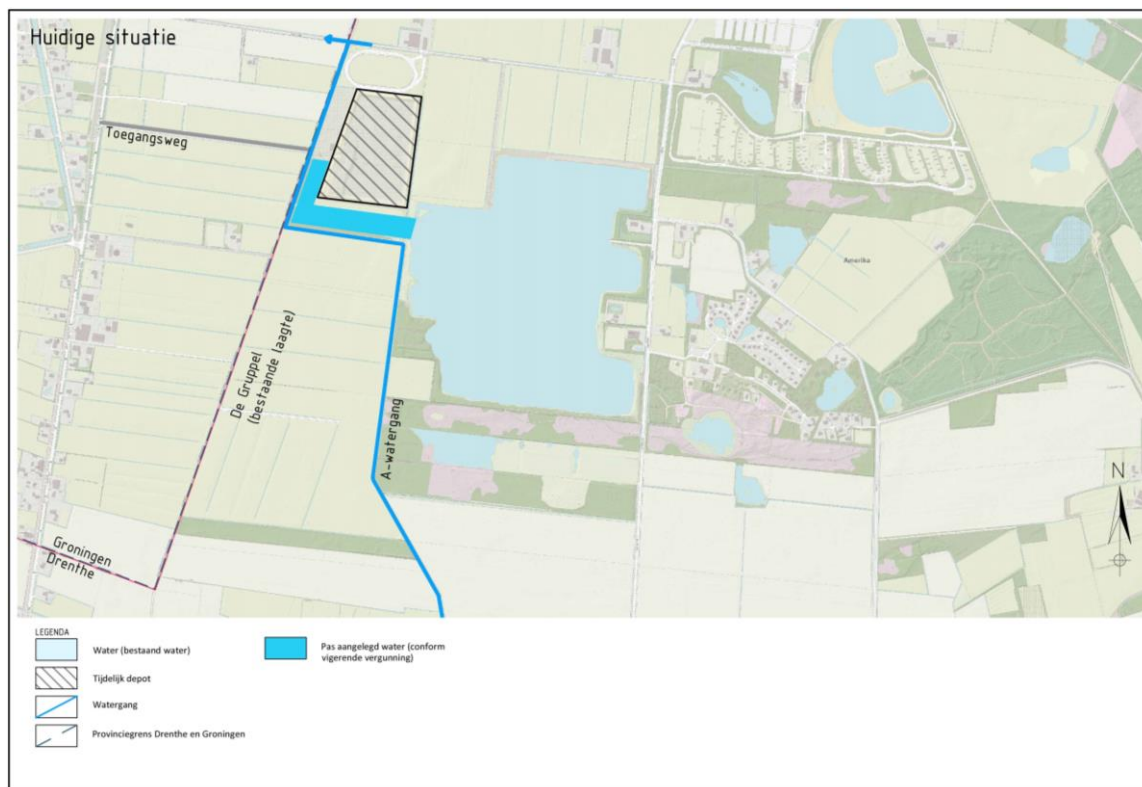 Huidige situatie
Toegangsweg
De Gruppel
(bestaande laagte)
A-watergang
Amerika
Groningen
Drenthe
N
LEGENDA
Water (bestaand water)
Pas aangelegd water (conform
vigerende vergunning)
Tijdelijk depot
Watergang
Provinciegrens Drenthe en Groningen